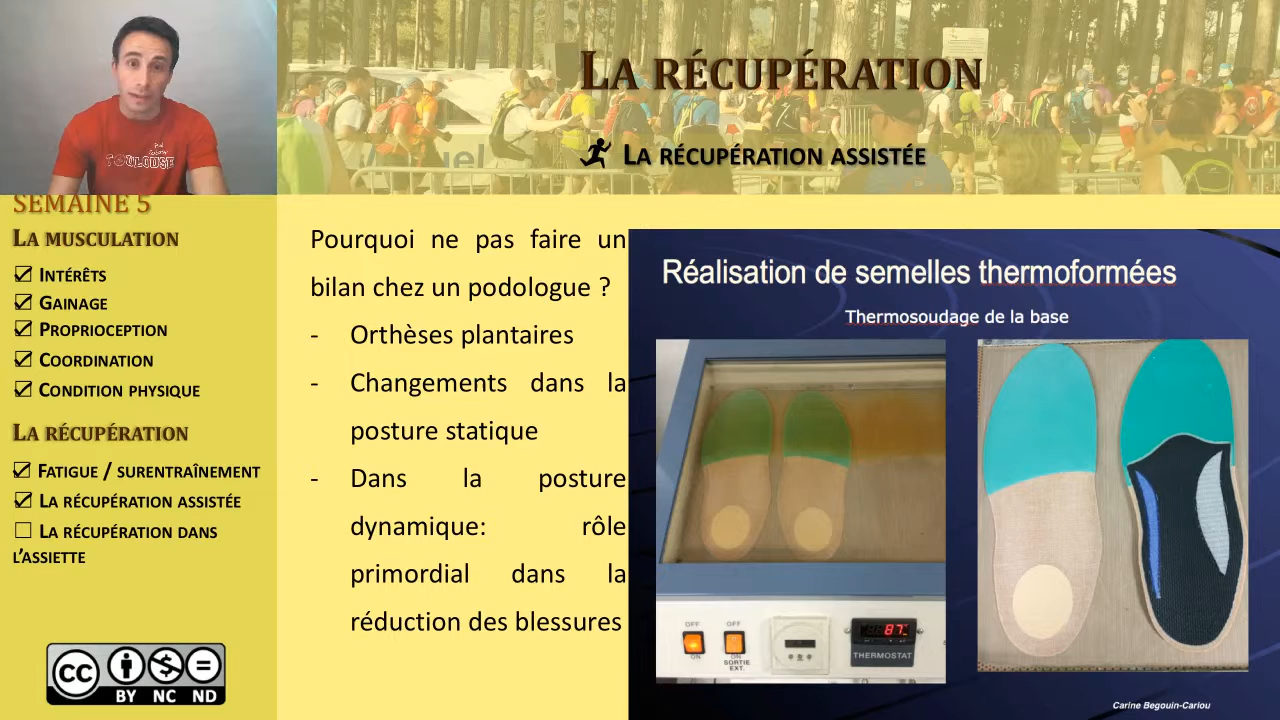 La récupération
La récupération assistée
TOULOUSE
SEMAINE 5
La musculation
☑ Intérêts
☑ Gainage
☑ Proprioception
☑ Coordination
☑ Condition physique
La récupération
☑ Fatigue / surentraînement
☑ La récupération assistée
☐ La récupération dans
l'assiette
CC BY NC ND
Pourquoi ne pas faire un
bilan chez un podologue ?
- Orthèses plantaires
- Changements dans la
posture statique
- Dans la posture
dynamique: rôle
primordial dans la
réduction des blessures
Réalisation de semelles thermoformées
Thermosoudage de la base
OFF OFF
ON ON
SORTIE
EXT.
87°
THERMOSTAT
Carine Begouin-Cariou